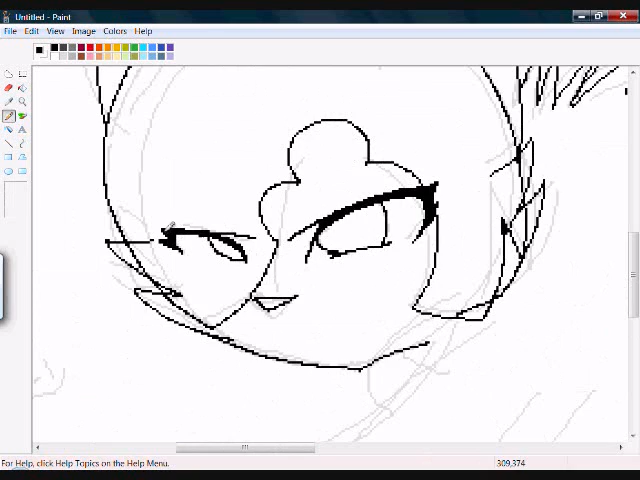 Untitled - Paint
File Edit View Image Colors Help
For Help, click Help Topics on the Help Menu.
309,374